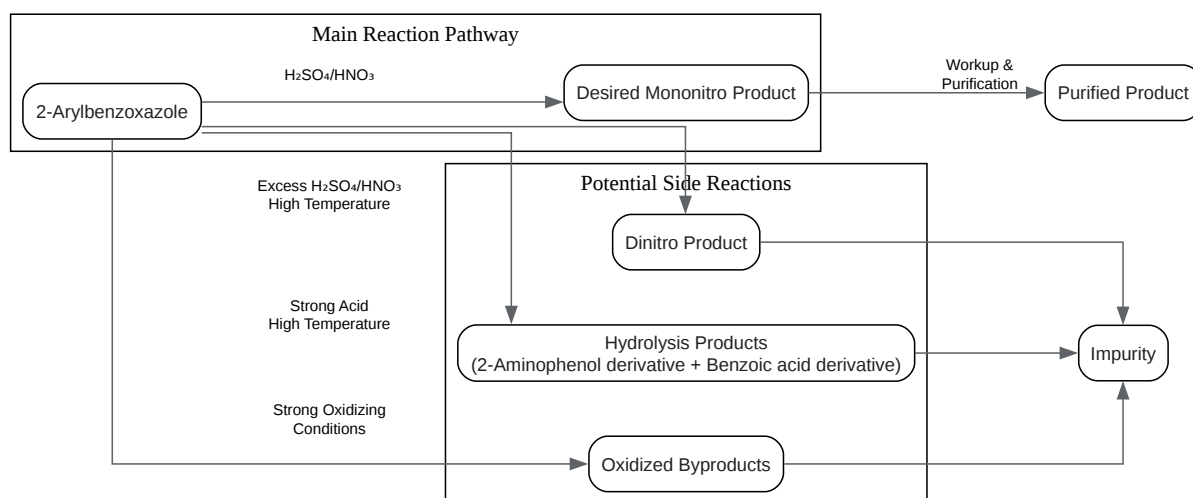 Main Reaction Pathway
H₂SO₄/HNO₃
Workup &
Purification
2-Arylbenzoxazole
Desired Mononitro Product
Purified Product
Excess H₂SO₄/HNO₃
High Temperature
Potential Side Reactions
Dinitro Product
Strong Acid
High Temperature
Hydrolysis Products
(2-Aminophenol derivative + Benzoic acid derivative)
Impurity
Strong Oxidizing
Conditions
Oxidized Byproducts